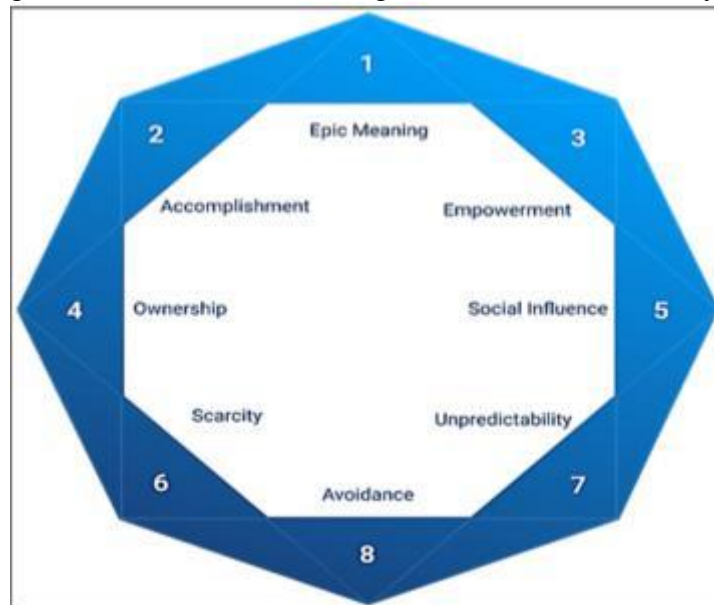 1
Epic Meaning
2
3
Accomplishment
Empowerment
4
Ownership
Social Influence
5
Scarcity
Unpredictability
6
7
Avoidance
8